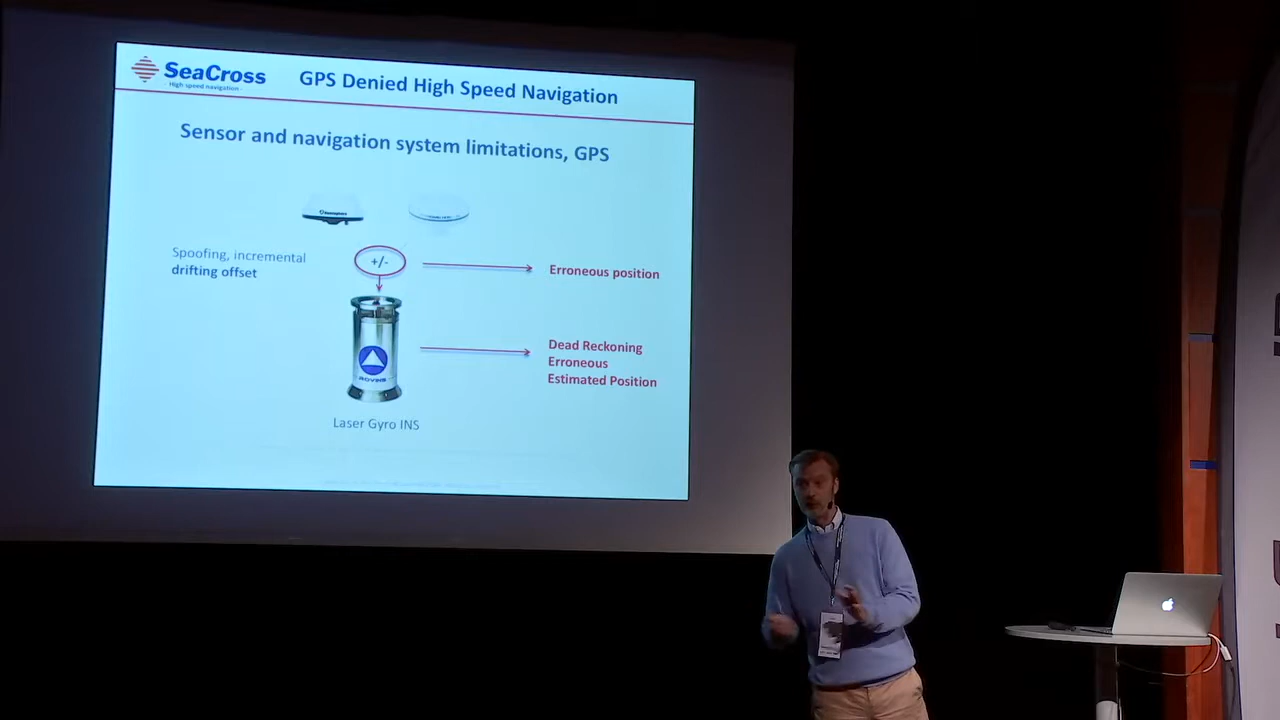 SeaCross
- High speed navigation -
GPS Denied High Speed Navigation
Sensor and navigation system limitations, GPS
Spoofing, incremental
drifting offset
+/-
Erroneous position
ROVINS
Dead Reckoning
Erroneous
Estimated Position
Laser Gyro INS